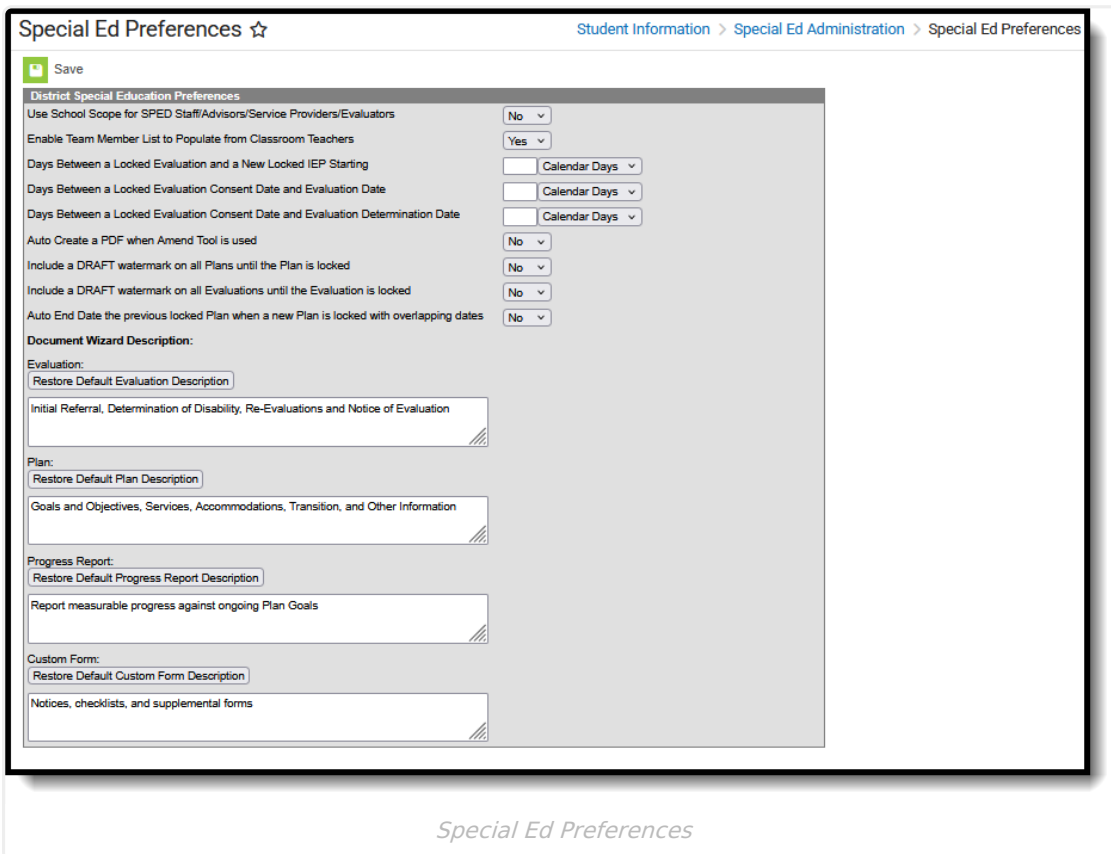 Special Ed Preferences
Student Information > Special Ed Administration > Special Ed Preferences
Save
District Special Education Preferences
Use School Scope for SPED Staff/Advisors/Service Providers/Evaluators No
Enable Team Member List to Populate from Classroom Teachers Yes
Days Between a Locked Evaluation and a New Locked IEP Starting Calendar Days
Days Between a Locked Evaluation Consent Date and Evaluation Date Calendar Days
Days Between a Locked Evaluation Consent Date and Evaluation Determination Date Calendar Days
Auto Create a PDF when Amend Tool is used No
Include a DRAFT watermark on all Plans until the Plan is locked No
Include a DRAFT watermark on all Evaluations until the Evaluation is locked No
Auto End Date the previous locked Plan when a new Plan is locked with overlapping dates No
Document Wizard Description:
Evaluation:
Restore Default Evaluation Description
Initial Referral, Determination of Disability, Re-Evaluations and Notice of Evaluation
Plan:
Restore Default Plan Description
Goals and Objectives, Services, Accommodations, Transition, and Other Information
Progress Report:
Restore Default Progress Report Description
Report measurable progress against ongoing Plan Goals
Custom Form:
Restore Default Custom Form Description
Notices, checklists, and supplemental forms
Special Ed Preferences